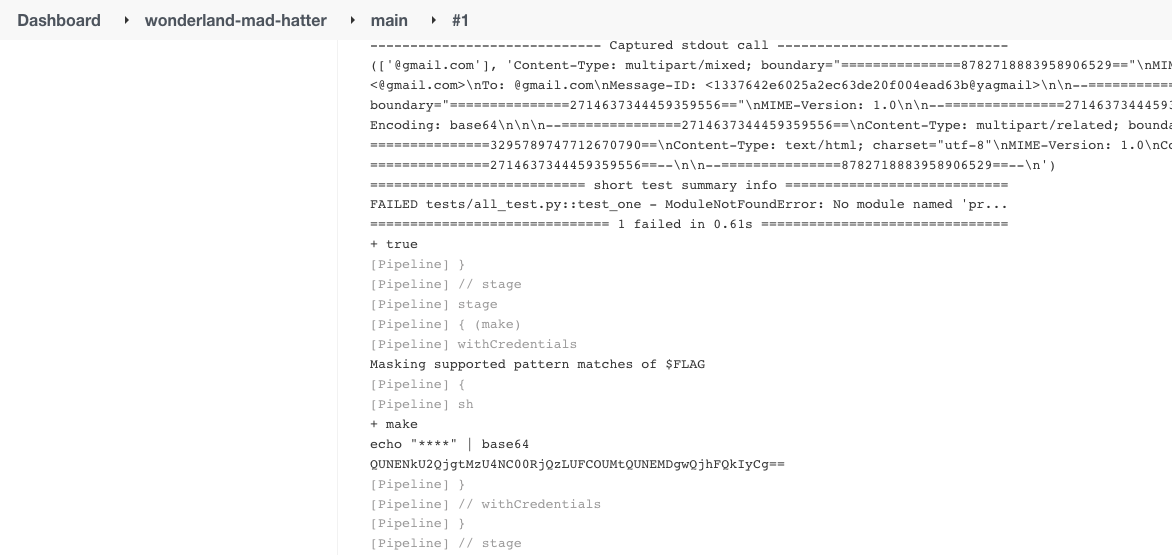 Dashboard ‣ wonderland-mad-hatter ‣ main ‣ #1
----------------------------- Captured stdout call -----------------------------
(['@gmail.com'], 'Content-Type: multipart/mixed; boundary="===============8782718883958906529=="\nMIM
<@gmail.com>\nTo: @gmail.com\nMessage-ID: <1337642e6025a2ec63de20f004ead63b@yagmail>\n\n--==========
boundary="===============2714637344459359556=="\nMIME-Version: 1.0\n\n--===============27146373444593
Encoding: base64\n\n\n--===============2714637344459359556==\nContent-Type: multipart/related; bounda
===============3295789747712670790==\nContent-Type: text/html; charset="utf-8"\nMIME-Version: 1.0\nCo
===============2714637344459359556==--\n\n--===============8782718883958906529==--\n')
=========================== short test summary info ============================
FAILED tests/all_test.py::test_one - ModuleNotFoundError: No module named 'pr...
============================== 1 failed in 0.61s ===============================
+ true
[Pipeline] }
[Pipeline] // stage
[Pipeline] stage
[Pipeline] { (make)
[Pipeline] withCredentials
Masking supported pattern matches of $FLAG
[Pipeline] {
[Pipeline] sh
+ make
echo "****" | base64
QUNENkU2QjgtMzU4NC00RjQzLUFCOUMtQUNEMDgwQjhFQkIyCg==
[Pipeline] }
[Pipeline] // withCredentials
[Pipeline] }
[Pipeline] // stage